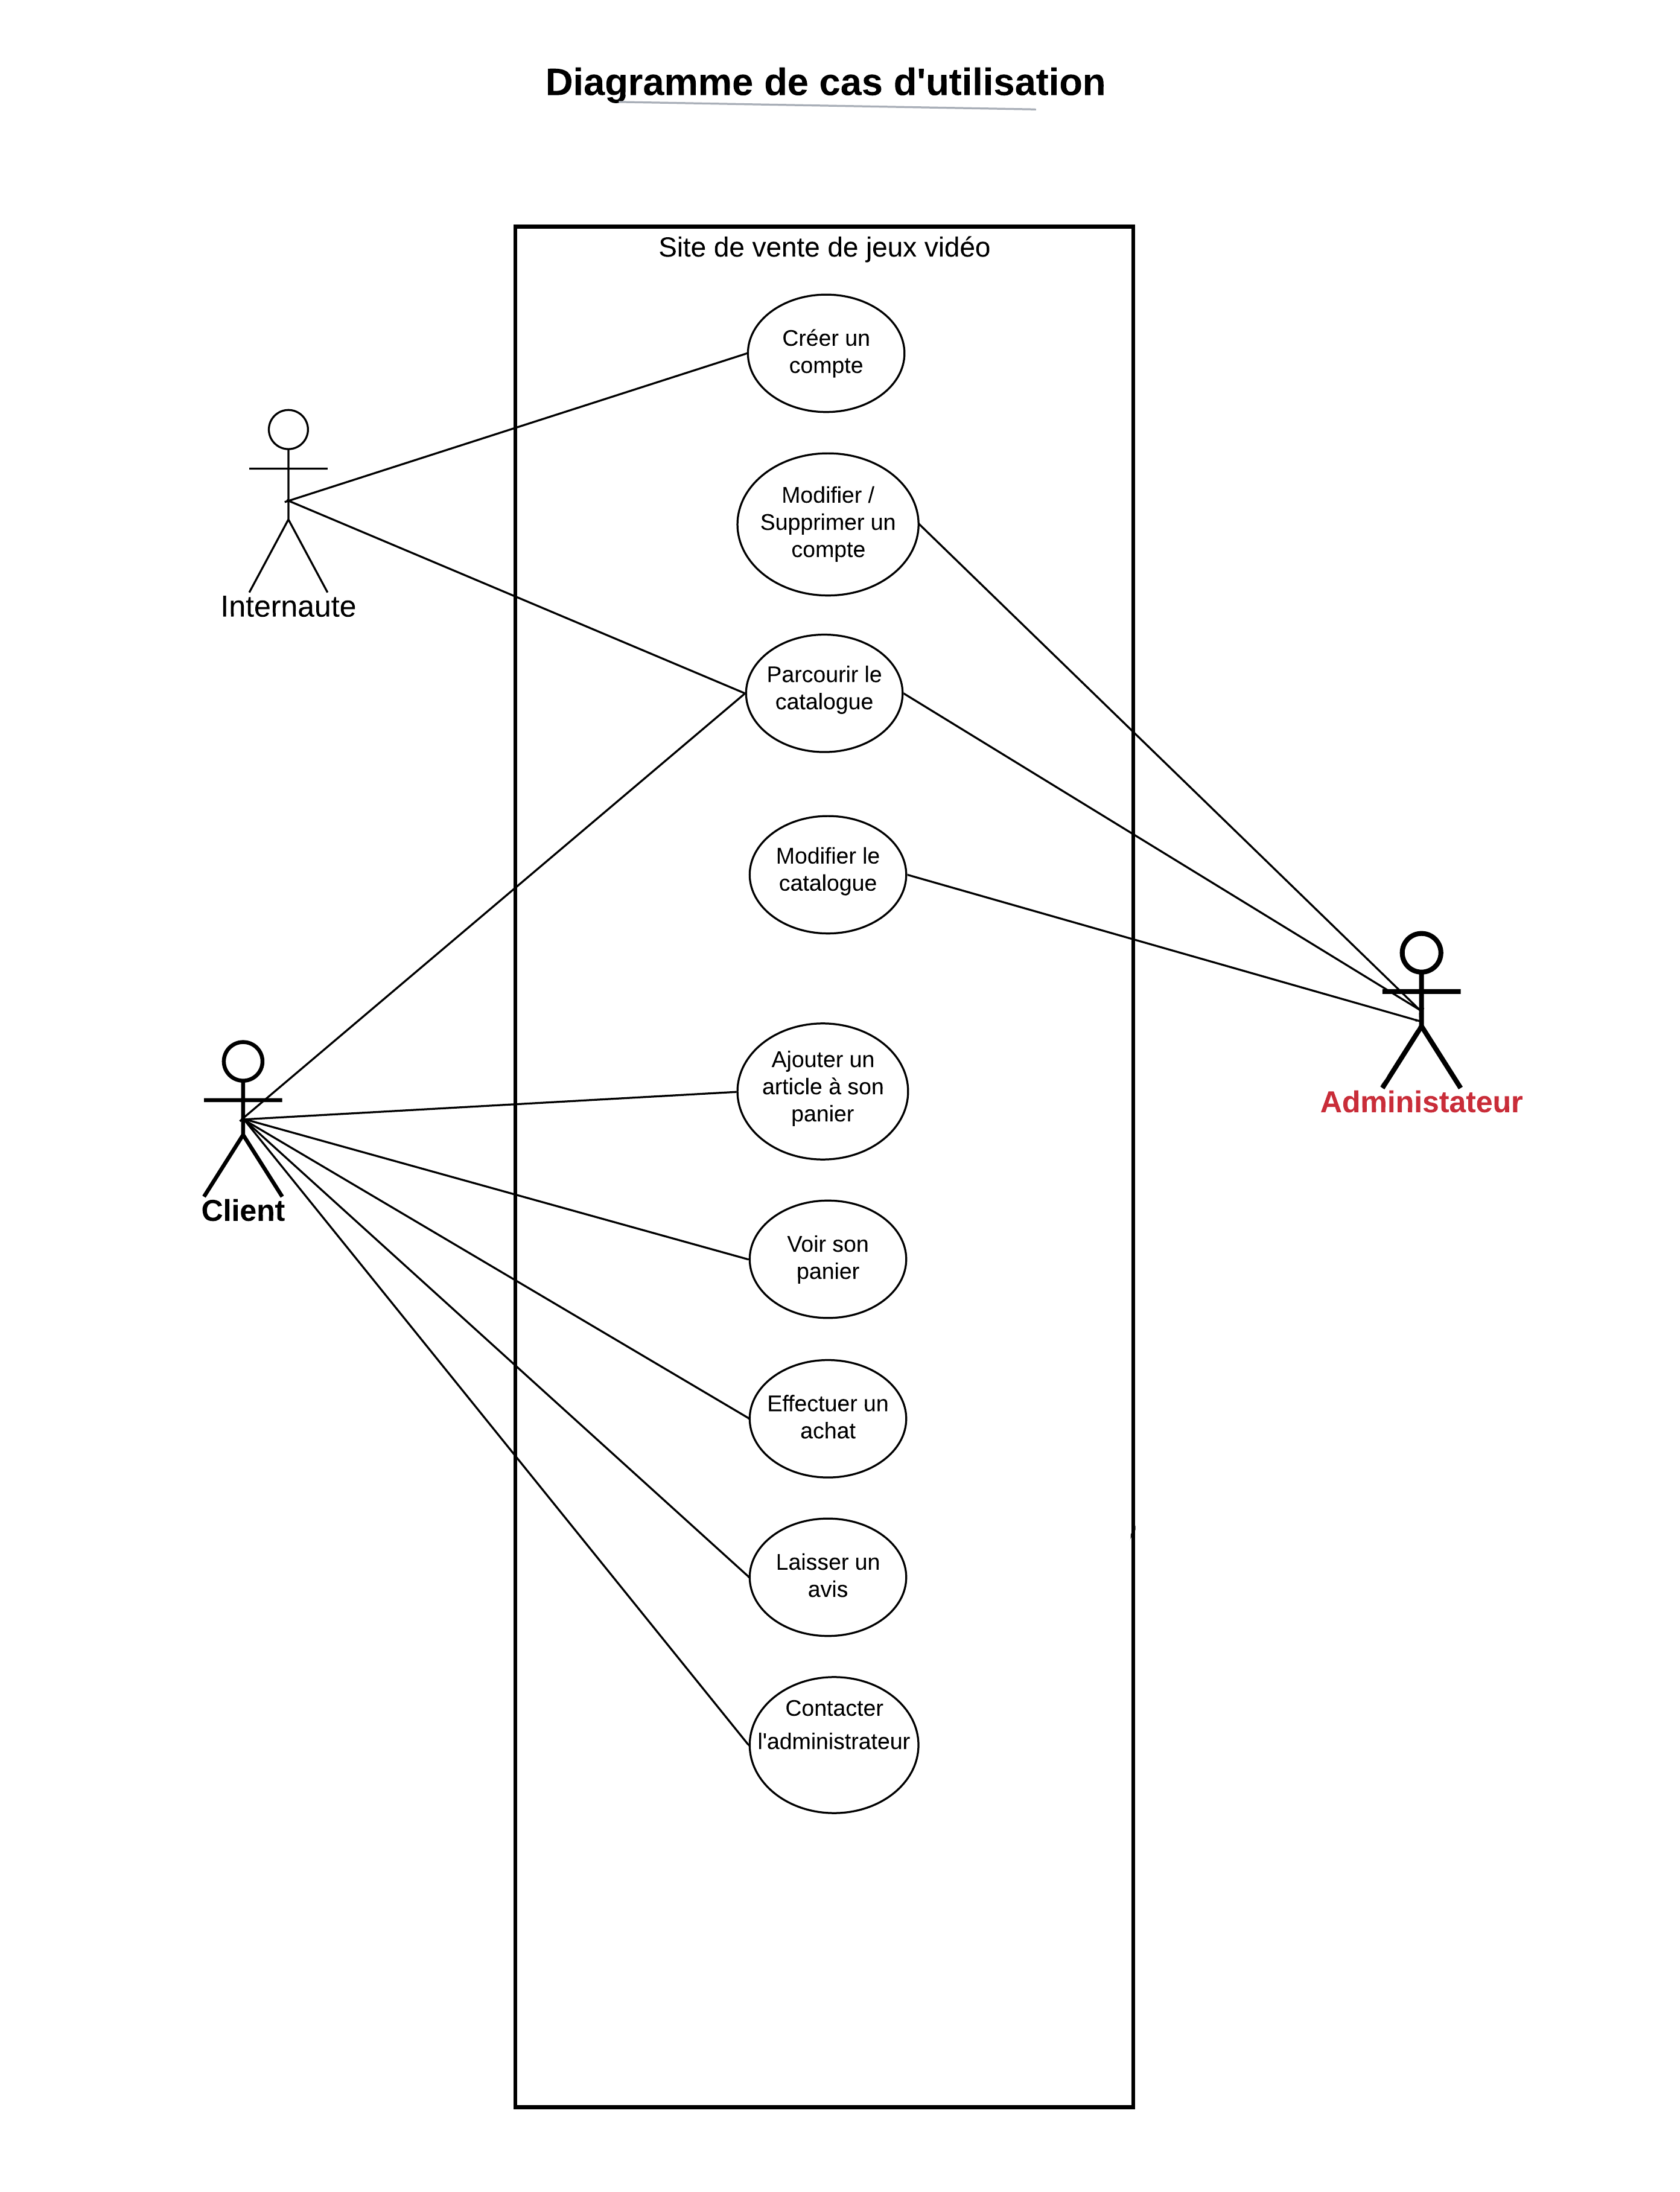 Diagramme de cas d'utilisation
Site de vente de jeux vidéo
Créer un
compte
Modifier /
Supprimer un
compte
Internaute
Parcourir le
catalogue
Modifier le
catalogue
Ajouter un
article à son
panier
Administateur
Client
Voir son
panier
Effectuer un
achat
Laisser un
avis
Contacter
l'administrateur